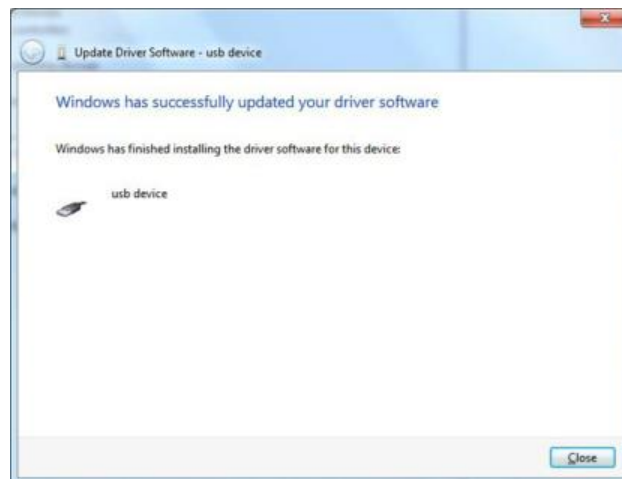 Update Driver Software - usb device
Windows has successfully updated your driver software
Windows has finished installing the driver software for this device:
usb device
Close